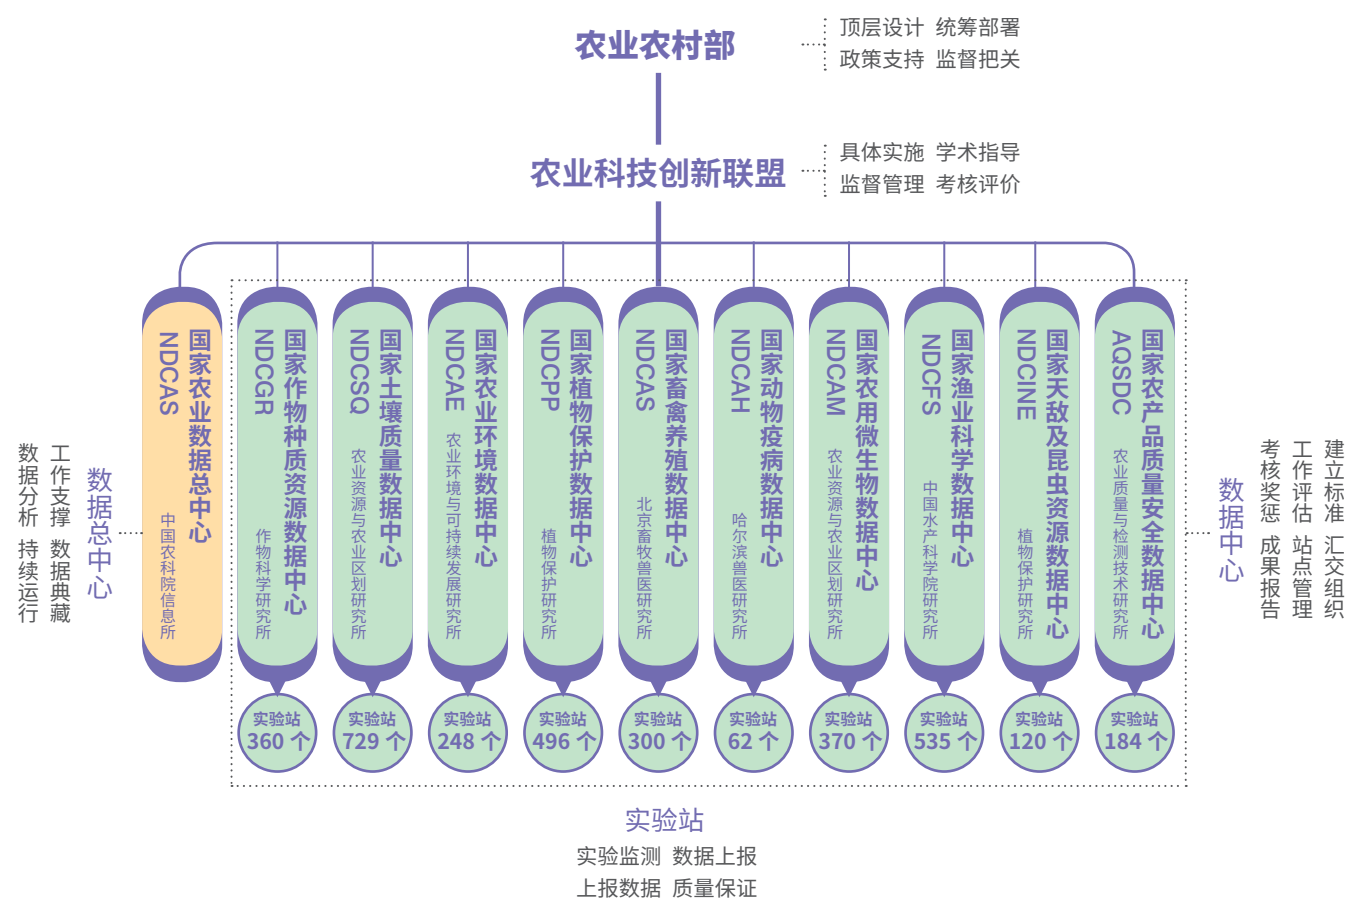 农业农村部
顶层设计 统筹部署
政策支持 监督把关
农业科技创新联盟
具体实施 学术指导
监督管理 考核评价
数据总中心
工作支撑 数据典藏
数据分析 持续运行
国家农业数据总中心
NDCAS
中国农科院信息所
国家作物种质资源数据中心
NDCGR
作物科学研究所
国家土壤质量数据中心
NDCSQ
农业资源与农业区划研究所
国家农业环境数据中心
NDCAE
农业环境与可持续发展研究所
国家植物保护数据中心
NDCPP
植物保护研究所
国家畜禽养殖数据中心
NDCAS
北京畜牧兽医研究所
国家动物疫病数据中心
NDCAH
哈尔滨兽医研究所
国家农用微生物数据中心
NDCAM
农业资源与农业区划研究所
国家渔业科学数据中心
NDCFS
中国水产科学院研究所
国家天敌及昆虫资源数据中心
NDCINE
植物保护研究所
国家农产品质量安全数据中心
AQSDC
农业质量与检测技术研究所
数据中心
建立标准 汇交组织
工作评估 站点管理
考核奖惩 成果报告
实验站
360 个
实验站
729 个
实验站
248 个
实验站
496 个
实验站
300 个
实验站
62 个
实验站
370 个
实验站
535 个
实验站
120 个
实验站
184 个
实验站
实验监测 数据上报
上报数据 质量保证